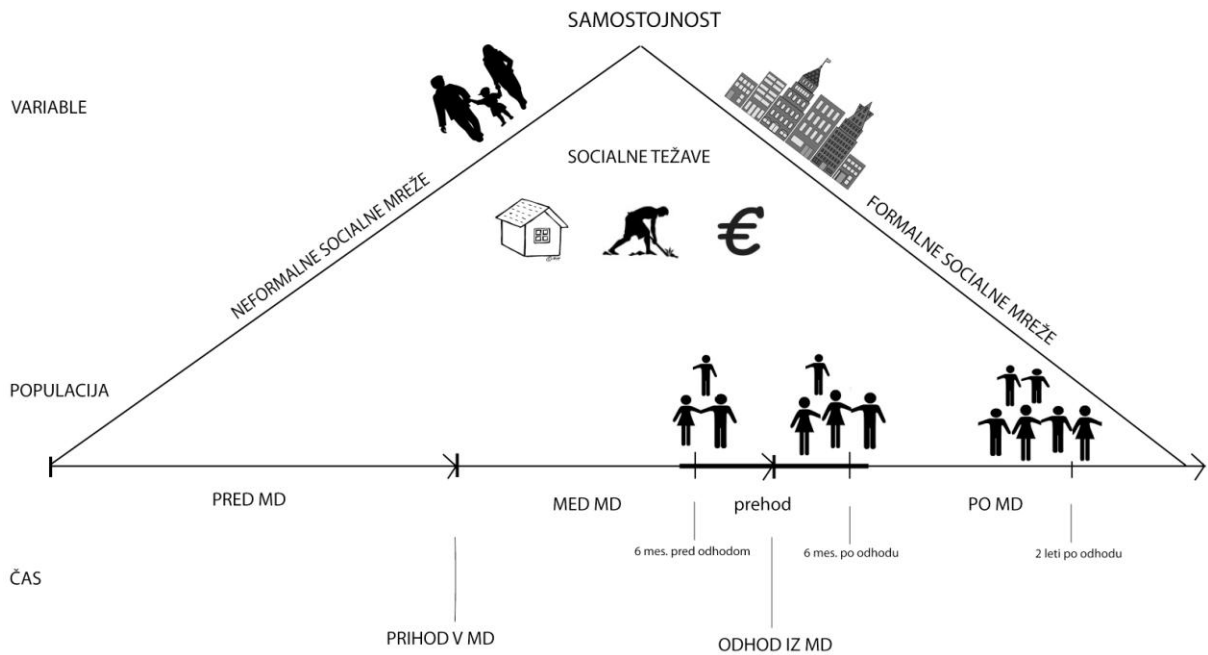 SAMOSTOJNOST
VARIABLE
SOCIALNE TEŽAVE
NEFORMALNE SOCIALNE MREŽE
FORMALNE SOCIALNE MREŽE
€
POPULACIJA
PRED MD
MED MD
prehod
PO MD
6 mes. pred odhodom
6 mes. po odhodu
2 leti po odhodu
ČAS
PRIHOD V MD
ODHOD IZ MD